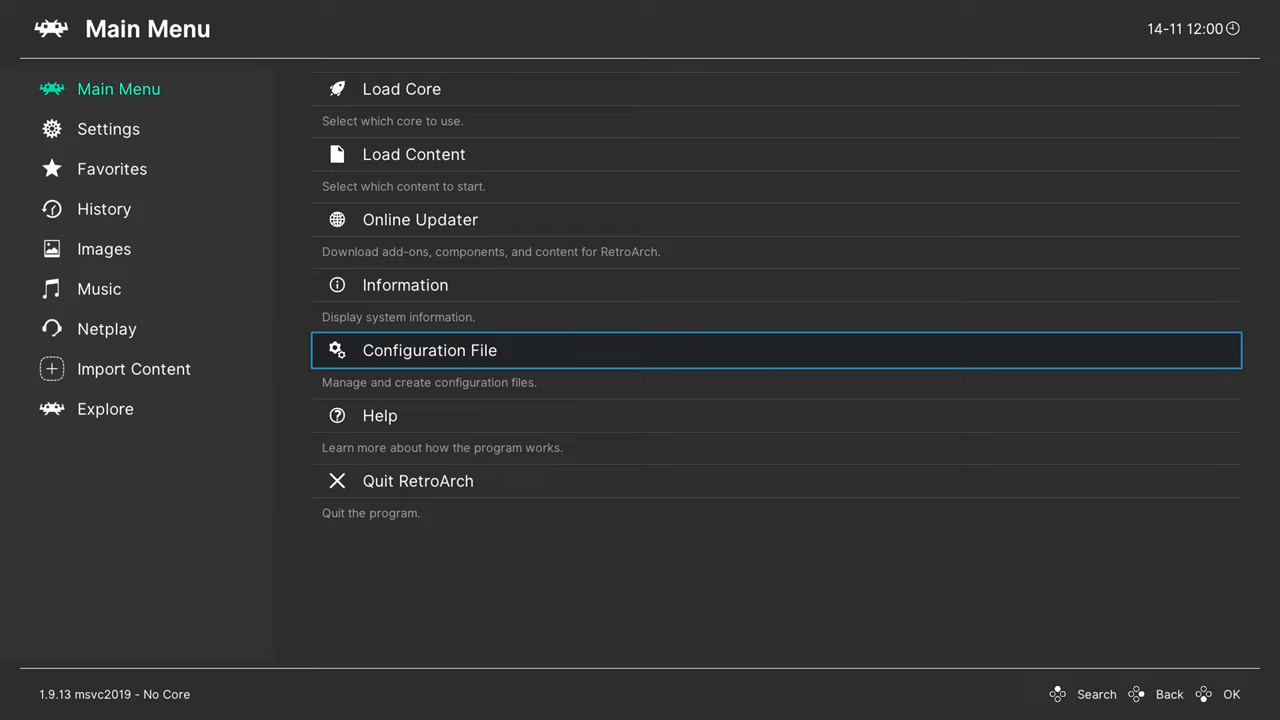 Main Menu
14-11 12:00
Main Menu
Settings
Favorites
History
Images
Music
Netplay
Import Content
Explore
Load Core
Select which core to use.
Load Content
Select which content to start.
Online Updater
Download add-ons, components, and content for RetroArch.
Information
Display system information.
Configuration File
Manage and create configuration files.
Help
Learn more about how the program works.
Quit RetroArch
Quit the program.
1.9.13 msvc2019 - No Core
Search Back OK